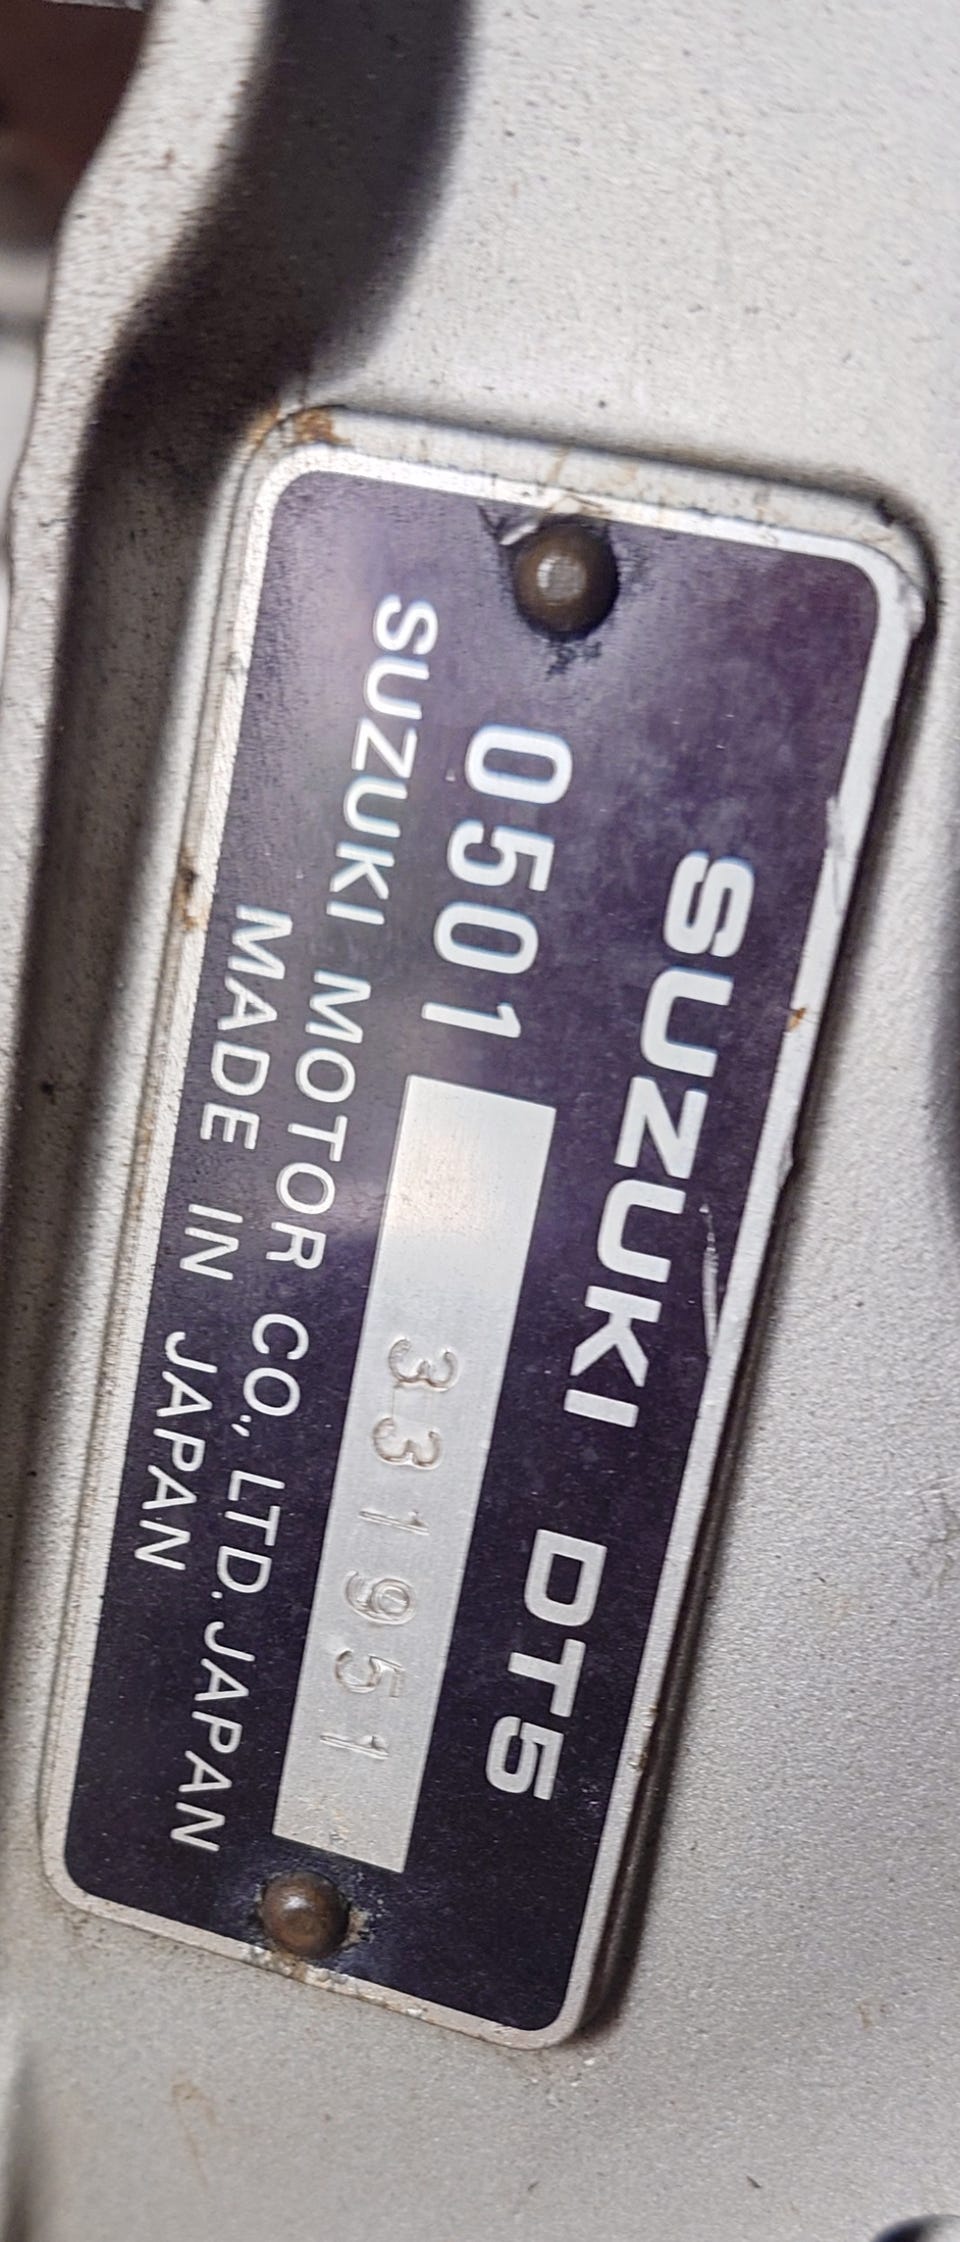 SUZUKI DT5
0501 331951
SUZUKI MOTOR CO., LTD. JAPAN
MADE IN JAPAN